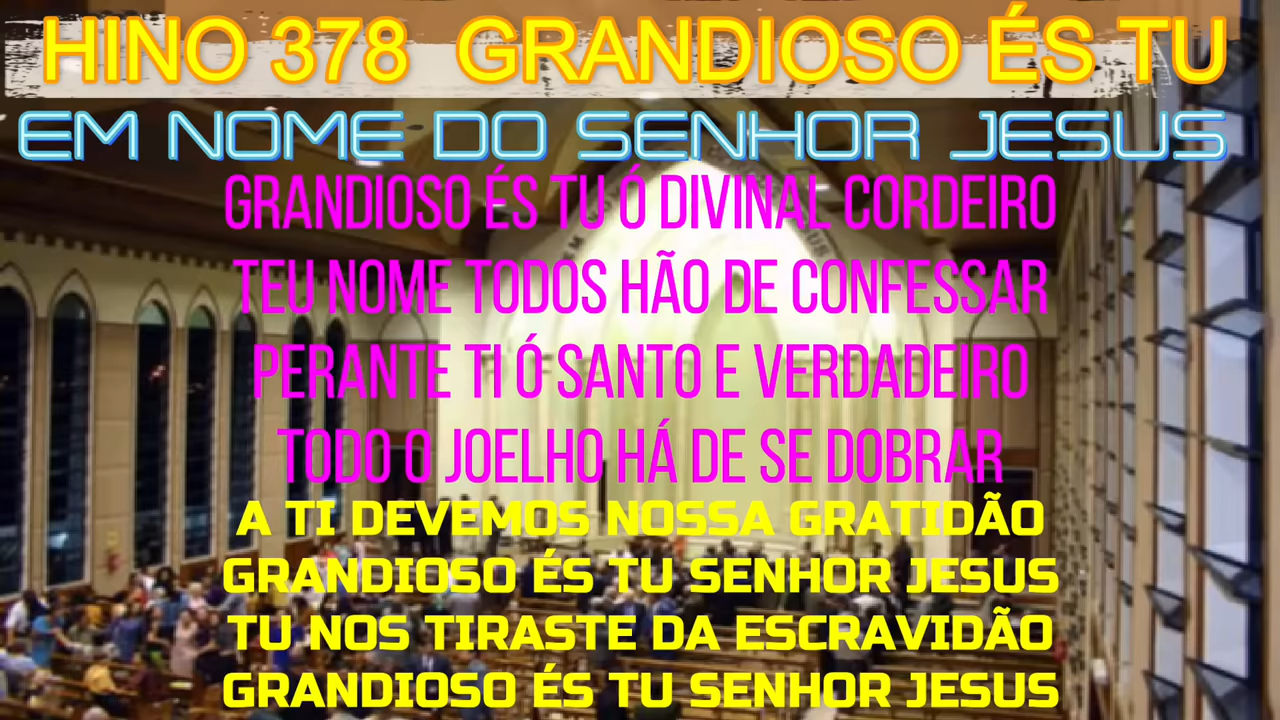 HINO 378 GRANDIOSO ÉS TU
EM NOME DO SENHOR JESUS
GRANDIOSO ÉS TU Ó DIVINAL CORDEIRO
TEU NOME TODOS HÃO DE CONFESSAR
PERANTE TI Ó SANTO E VERDADEIRO
TODO O JOELHO HÁ DE SE DOBRAR
A TI DEVEMOS NOSSA GRATIDÃO
GRANDIOSO ÉS TU SENHOR JESUS
TU NOS TIRASTE DA ESCRAVIDÃO
GRANDIOSO ÉS TU SENHOR JESUS